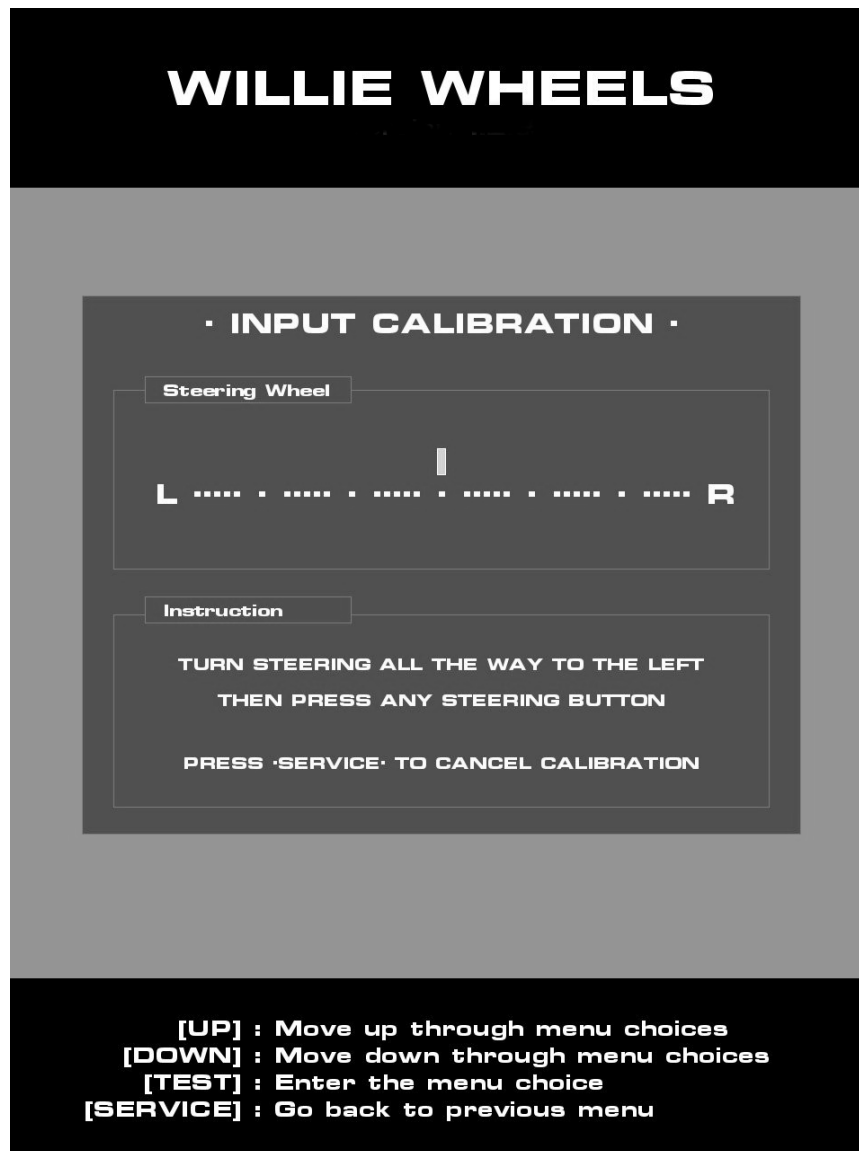 WILLIE WHEELS
· INPUT CALIBRATION ·
Steering Wheel
L ▪▪▪▪▪ ▪ ▪▪▪▪▪ ▪ ▪▪▪▪▪ ▪ ▪▪▪▪▪ ▪ ▪▪▪▪▪ ▪ ▪▪▪▪▪ R
Instruction
TURN STEERING ALL THE WAY TO THE LEFT
THEN PRESS ANY STEERING BUTTON
PRESS ·SERVICE· TO CANCEL CALIBRATION
[UP] : Move up through menu choices
[DOWN] : Move down through menu choices
[TEST] : Enter the menu choice
[SERVICE] : Go back to previous menu